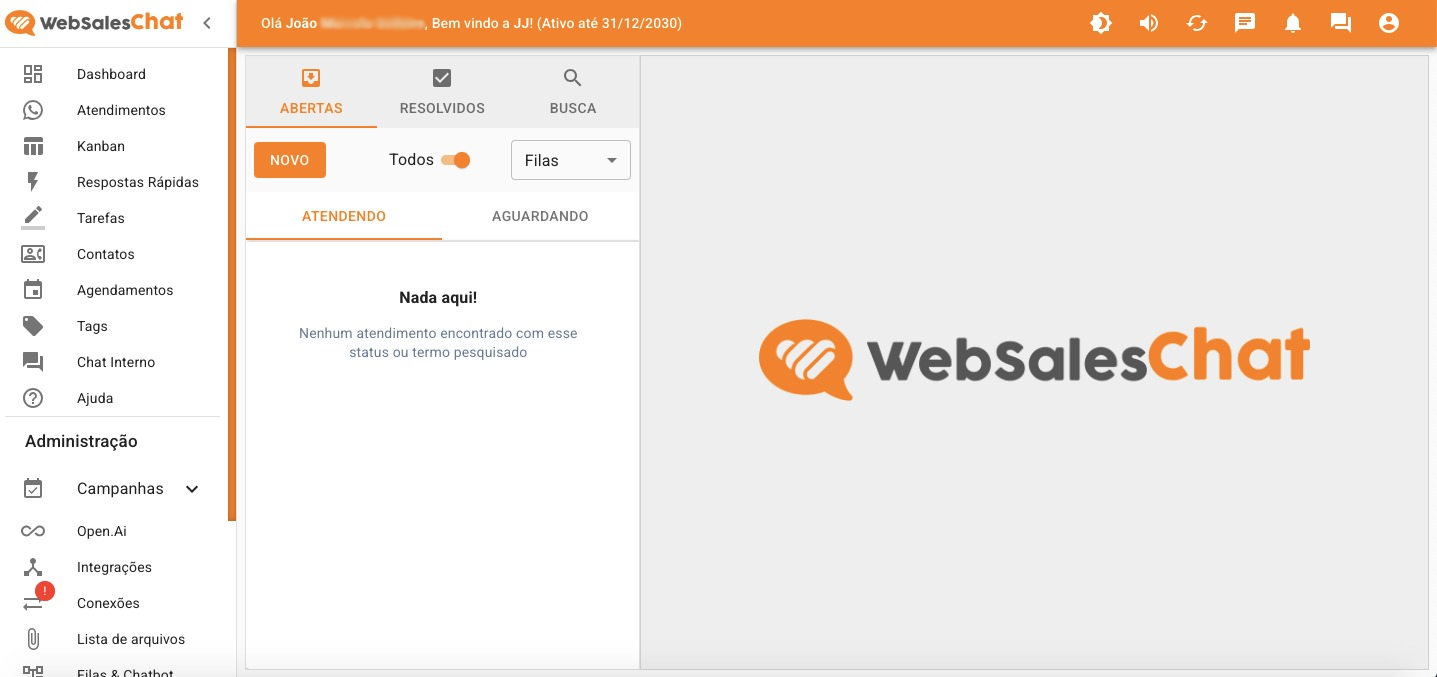 webSalesChat
Olá João , Bem vindo a JJ! (Ativo até 31/12/2030)
Dashboard
Atendimentos
Kanban
Respostas Rápidas
Tarefas
Contatos
Agendamentos
Tags
Chat Interno
Ajuda
Administração
Campanhas
Open.Ai
Integrações
!
Conexões
Lista de arquivos
Filas & Chatbot
ABERTAS
RESOLVIDOS
BUSCA
NOVO
Todos
Filas
ATENDENDO
AGUARDANDO
Nada aqui!
Nenhum atendimento encontrado com esse
status ou termo pesquisado
webSalesChat